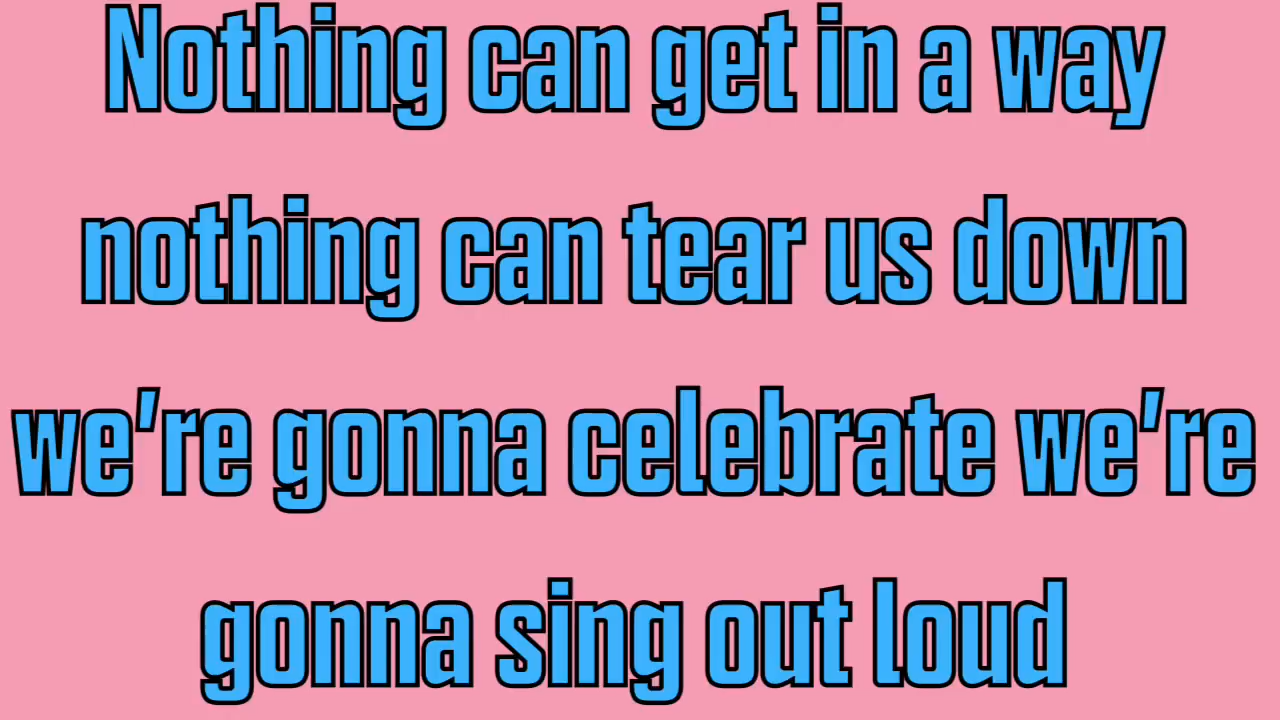 Nothing can get in a way
nothing can tear us down
we're gonna celebrate we're
gonna sing out loud